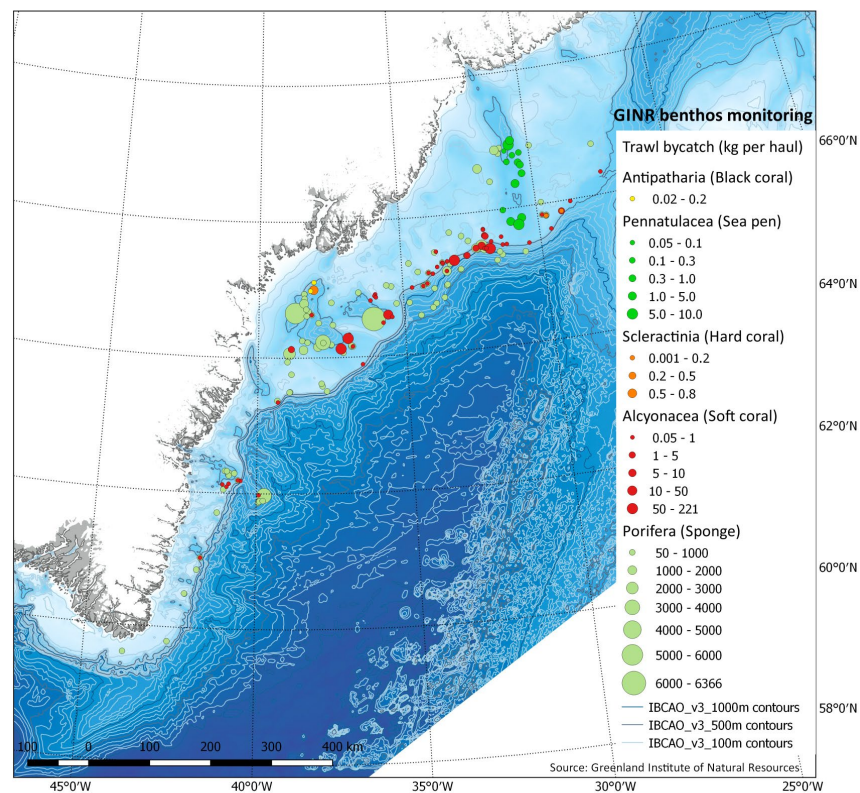 GINR benthos monitoring
Trawl bycatch (kg per haul)
Antipatharia (Black coral)
0.02 - 0.2
Pennatulacea (Sea pen)
0.05 - 0.1
0.1 - 0.3
0.3 - 1.0
1.0 - 5.0
5.0 - 10.0
Scleractinia (Hard coral)
0.001 - 0.2
0.2 - 0.5
0.5 - 0.8
Alcyonacea (Soft coral)
0.05 - 1
1 - 5
5 - 10
10 - 50
50 - 221
Porifera (Sponge)
50 - 1000
1000 - 2000
2000 - 3000
3000 - 4000
4000 - 5000
5000 - 6000
6000 - 6366
IBCAO_v3_1000m contours
IBCAO_v3_500m contours
IBCAO_v3_100m contours
Source: Greenland Institute of Natural Resources
66°0'N
64°0'N
62°0'N
60°0'N
58°0'N
100 0 100 200 300 400 km
45°0'W 40°0'W 35°0'W 30°0'W 25°0'W